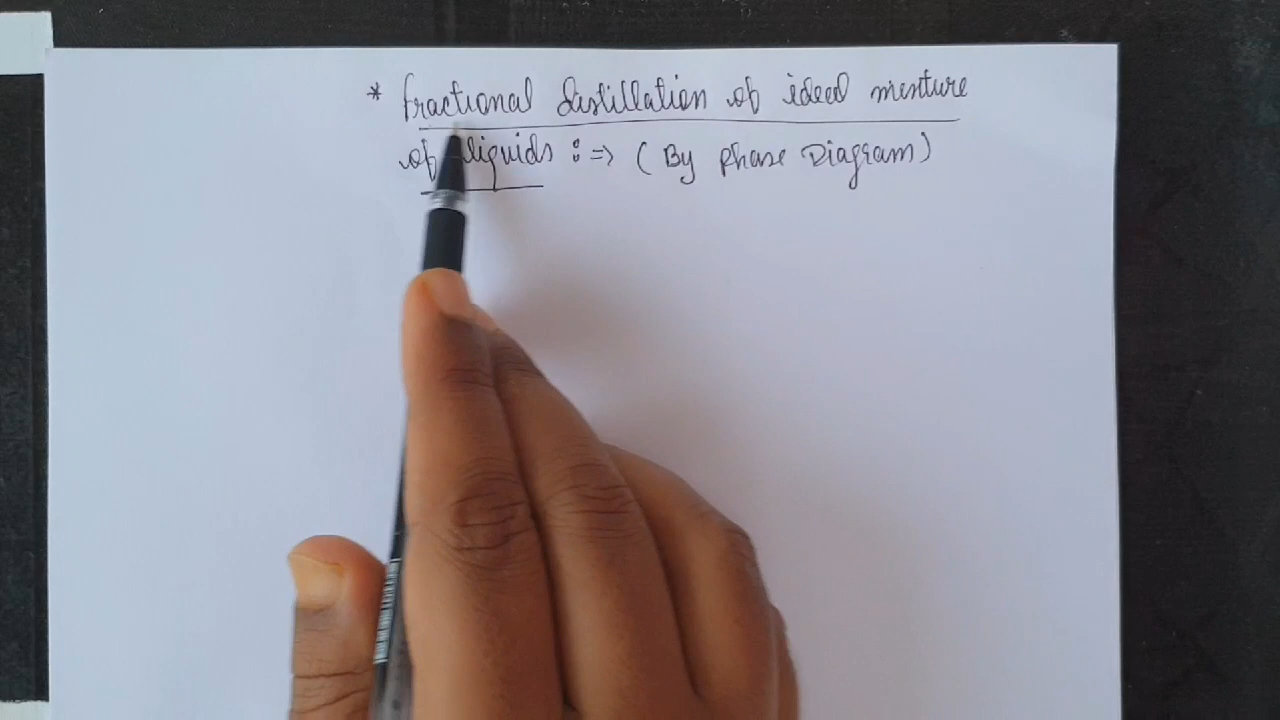 * fractional distillation of ideal mixture
of liquids :⇒ (By Phase Diagram)